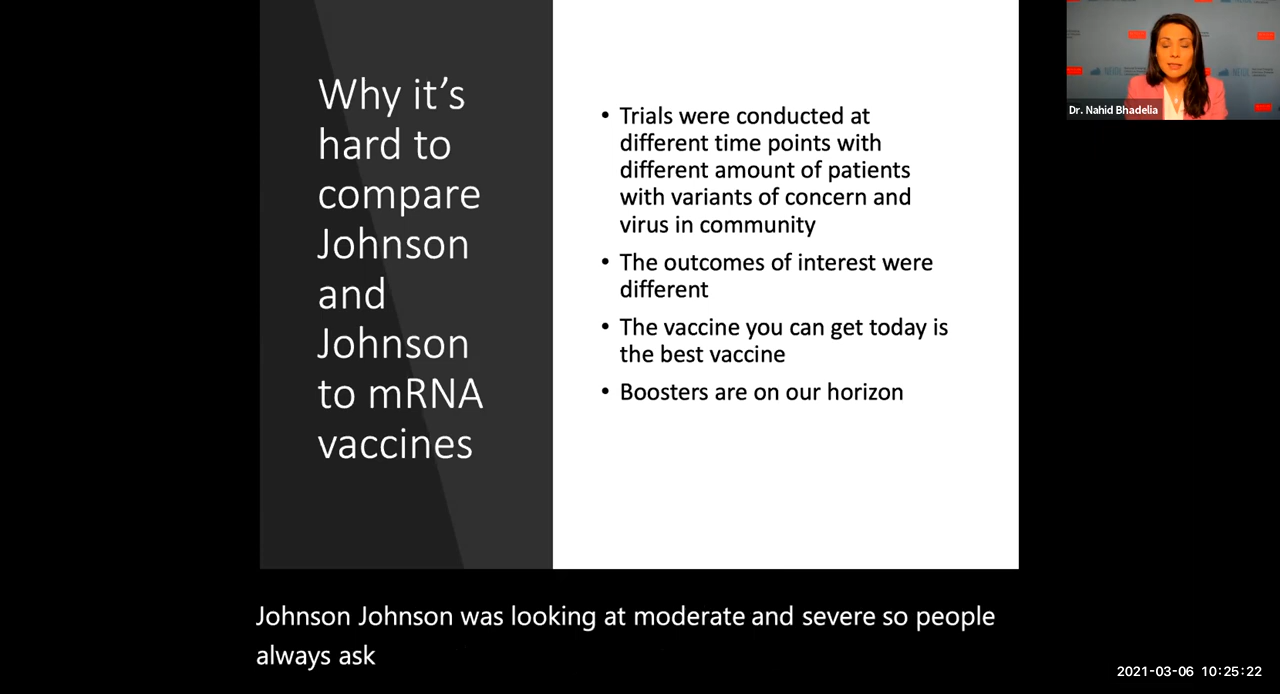 Why it's
hard to
compare
Johnson
and
Johnson
to mRNA
vaccines
• Trials were conducted at
different time points with
different amount of patients
with variants of concern and
virus in community
• The outcomes of interest were
different
• The vaccine you can get today is
the best vaccine
• Boosters are on our horizon
NEIDL
Dr. Nahid Bhadelia
Johnson Johnson was looking at moderate and severe so people
always ask
2021-03-06 10:25:22